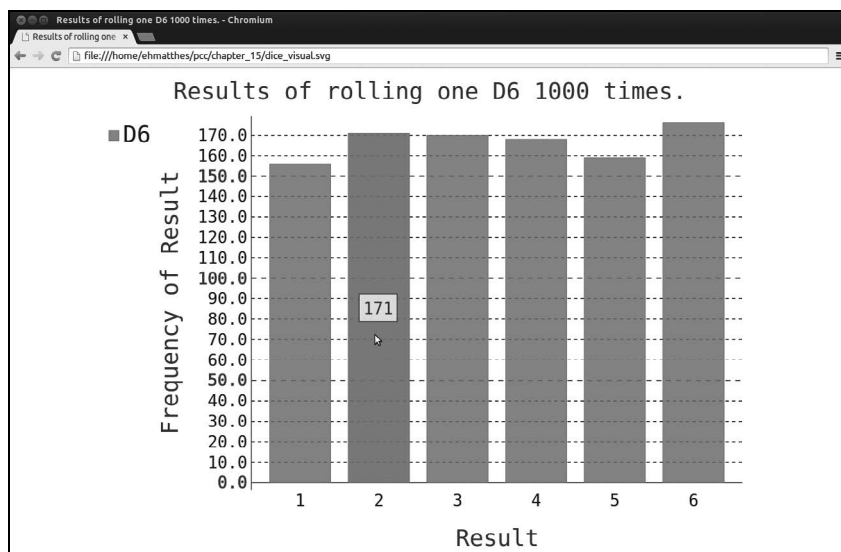 Results of rolling one D6 1000 times. - Chromium
Results of rolling one ×
file:///home/ehmatthes/pcc/chapter_15/dice_visual.svg
Results of rolling one D6 1000 times.
D6
Frequency of Result
170.0
160.0
150.0
140.0
130.0
120.0
110.0
100.0
90.0
80.0
70.0
60.0
50.0
40.0
30.0
20.0
10.0
0.0
171
1 2 3 4 5 6
Result